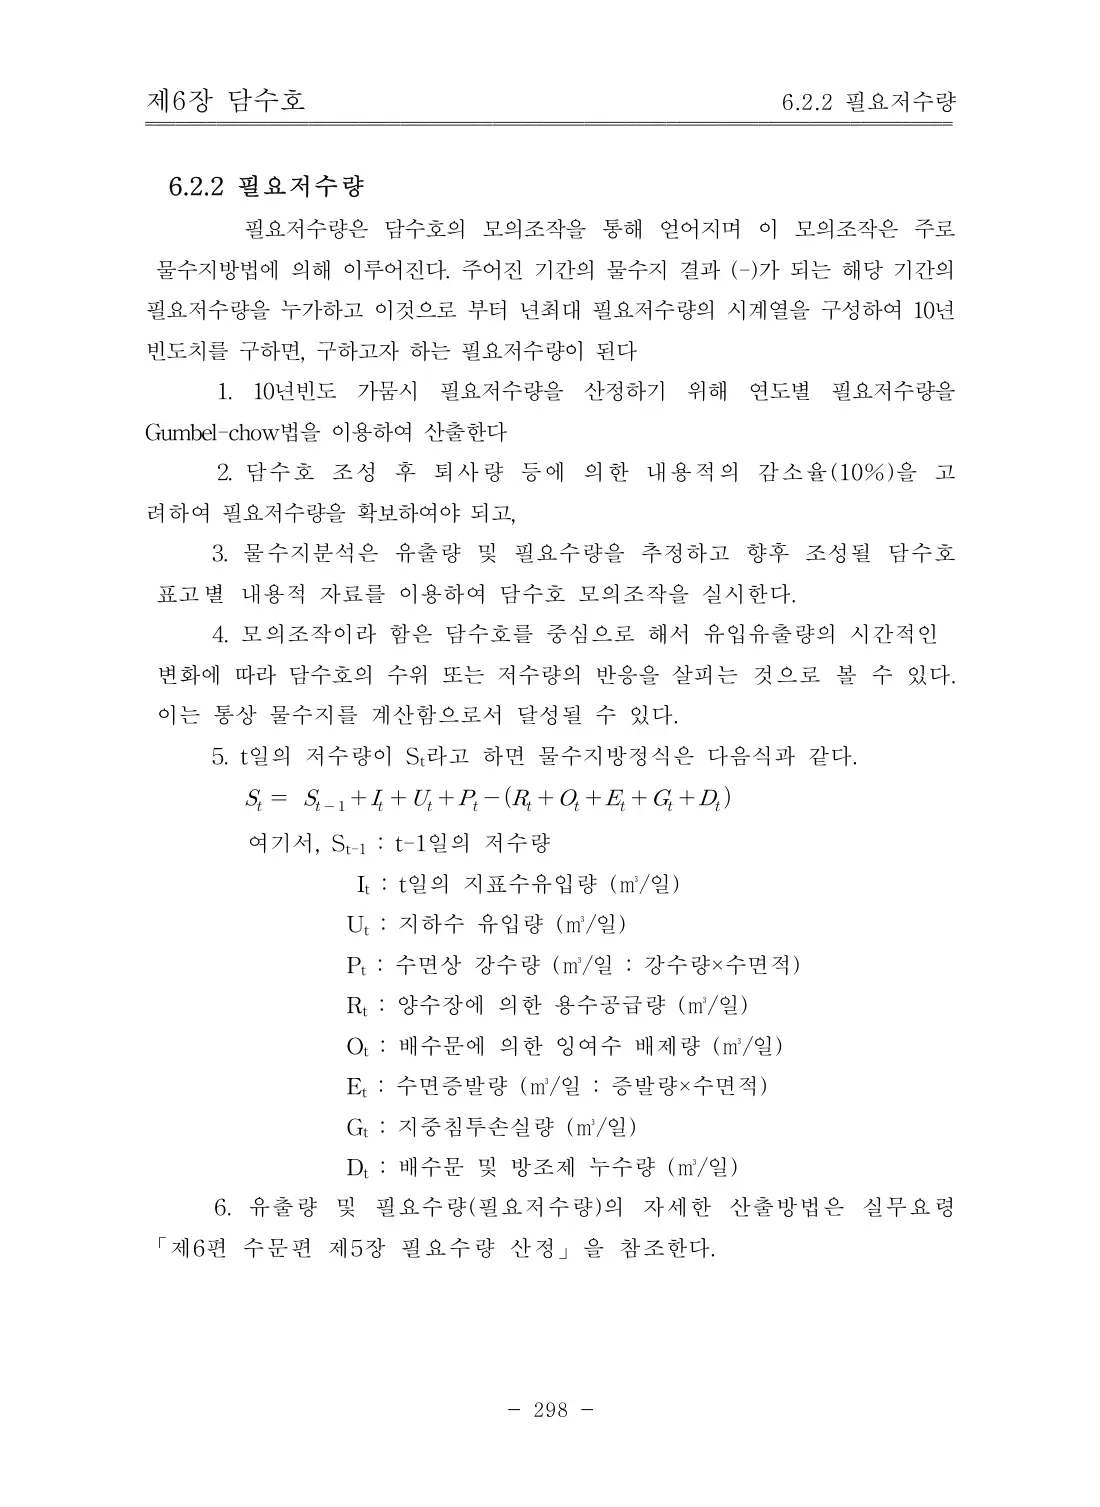 제6장 담수호
6.2.2 필요저수량
6.2.2 필요저수량
필요저수량은 담수호의 모의조작을 통해 얻어지며 이 모의조작은 주로
물수지방법에 의해 이루어진다. 주어진 기간의 물수지 결과 (-)가 되는 해당 기간의
필요저수량을 누가하고 이것으로 부터 년최대 필요저수량의 시계열을 구성하여 10년
빈도치를 구하면, 구하고자 하는 필요저수량이 된다
1. 10년빈도 가뭄시 필요저수량을 산정하기 위해 연도별 필요저수량을
Gumbel-chow법을 이용하여 산출한다
2. 담수호 조성 후 퇴사량 등에 의한 내용적의 감소율(10%)을 고
려하여 필요저수량을 확보하여야 되고,
3. 물수지분석은 유출량 및 필요수량을 추정하고 향후 조성될 담수호
표고별 내용적 자료를 이용하여 담수호 모의조작을 실시한다.
4. 모의조작이라 함은 담수호를 중심으로 해서 유입유출량의 시간적인
변화에 따라 담수호의 수위 또는 저수량의 반응을 살피는 것으로 볼 수 있다.
이는 통상 물수지를 계산함으로서 달성될 수 있다.
5. t일의 저수량이 Sₜ라고 하면 물수지방정식은 다음식과 같다.
Sₜ = Sₜ₋₁+Iₜ+Uₜ+Pₜ-(Rₜ+Oₜ+Eₜ+Gₜ+Dₜ)
여기서, Sₜ₋₁ : t-1일의 저수량
Iₜ : t일의 지표수유입량 (㎥/일)
Uₜ : 지하수 유입량 (㎥/일)
Pₜ : 수면상 강수량 (㎥/일 : 강수량×수면적)
Rₜ : 양수장에 의한 용수공급량 (㎥/일)
Oₜ : 배수문에 의한 잉여수 배제량 (㎥/일)
Eₜ : 수면증발량 (㎥/일 : 증발량×수면적)
Gₜ : 지중침투손실량 (㎥/일)
Dₜ : 배수문 및 방조제 누수량 (㎥/일)
6. 유출량 및 필요수량(필요저수량)의 자세한 산출방법은 실무요령
「제6편 수문편 제5장 필요수량 산정」을 참조한다.
- 298 -